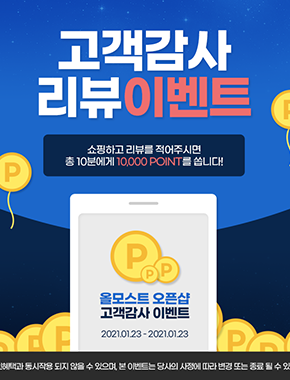 고객감사
리뷰이벤트
쇼핑하고 리뷰를 적어주시면
총 10분에게 10,000 POINT를 쏩니다!
P
P
P
P
P
P
올모스트 오픈샵
고객감사 이벤트
2021.01.23 - 2021.01.23
혜택과 동시적용 되지 않을 수 있으며, 본 이벤트는 당사의 사정에 따라 변경 또는 종료 될 수 있